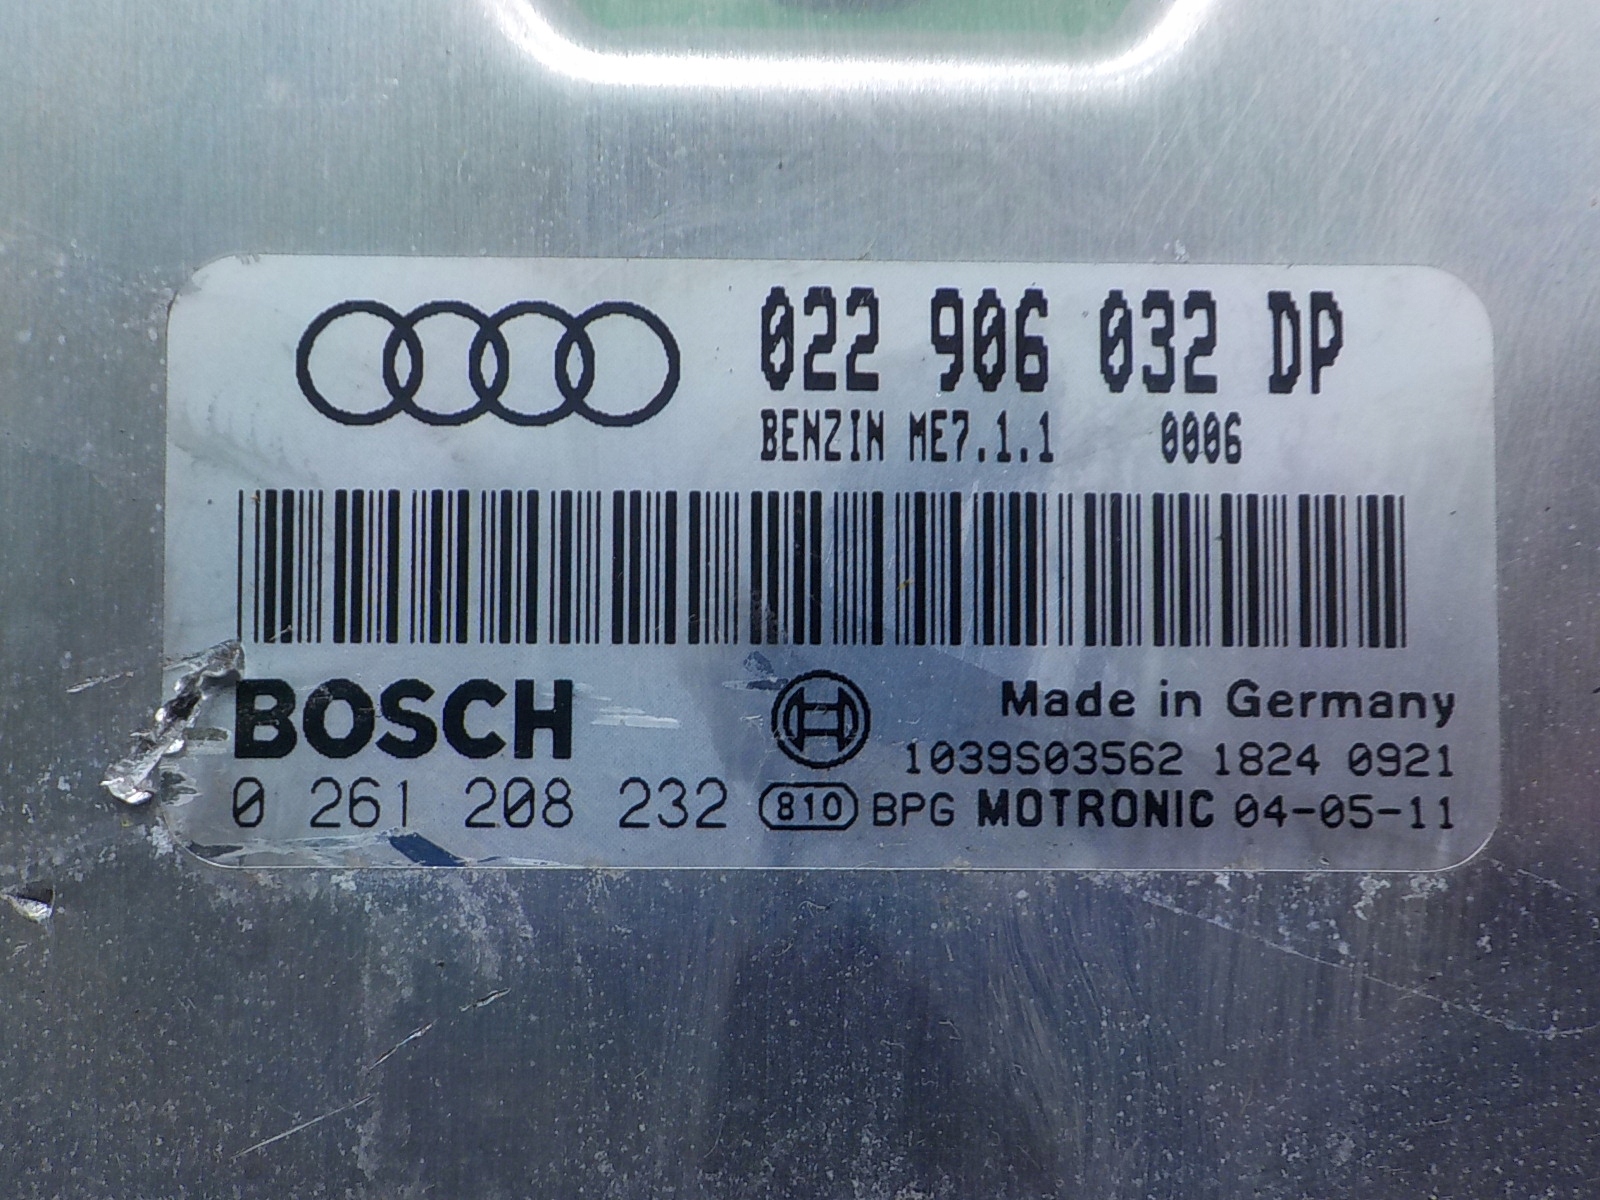 022 906 032 DP
BENZIN ME7.1.1 0006
BOSCH
Made in Germany
1039S03562 1824 0921
0 261 208 232 810 BPG MOTRONIC 04-05-11